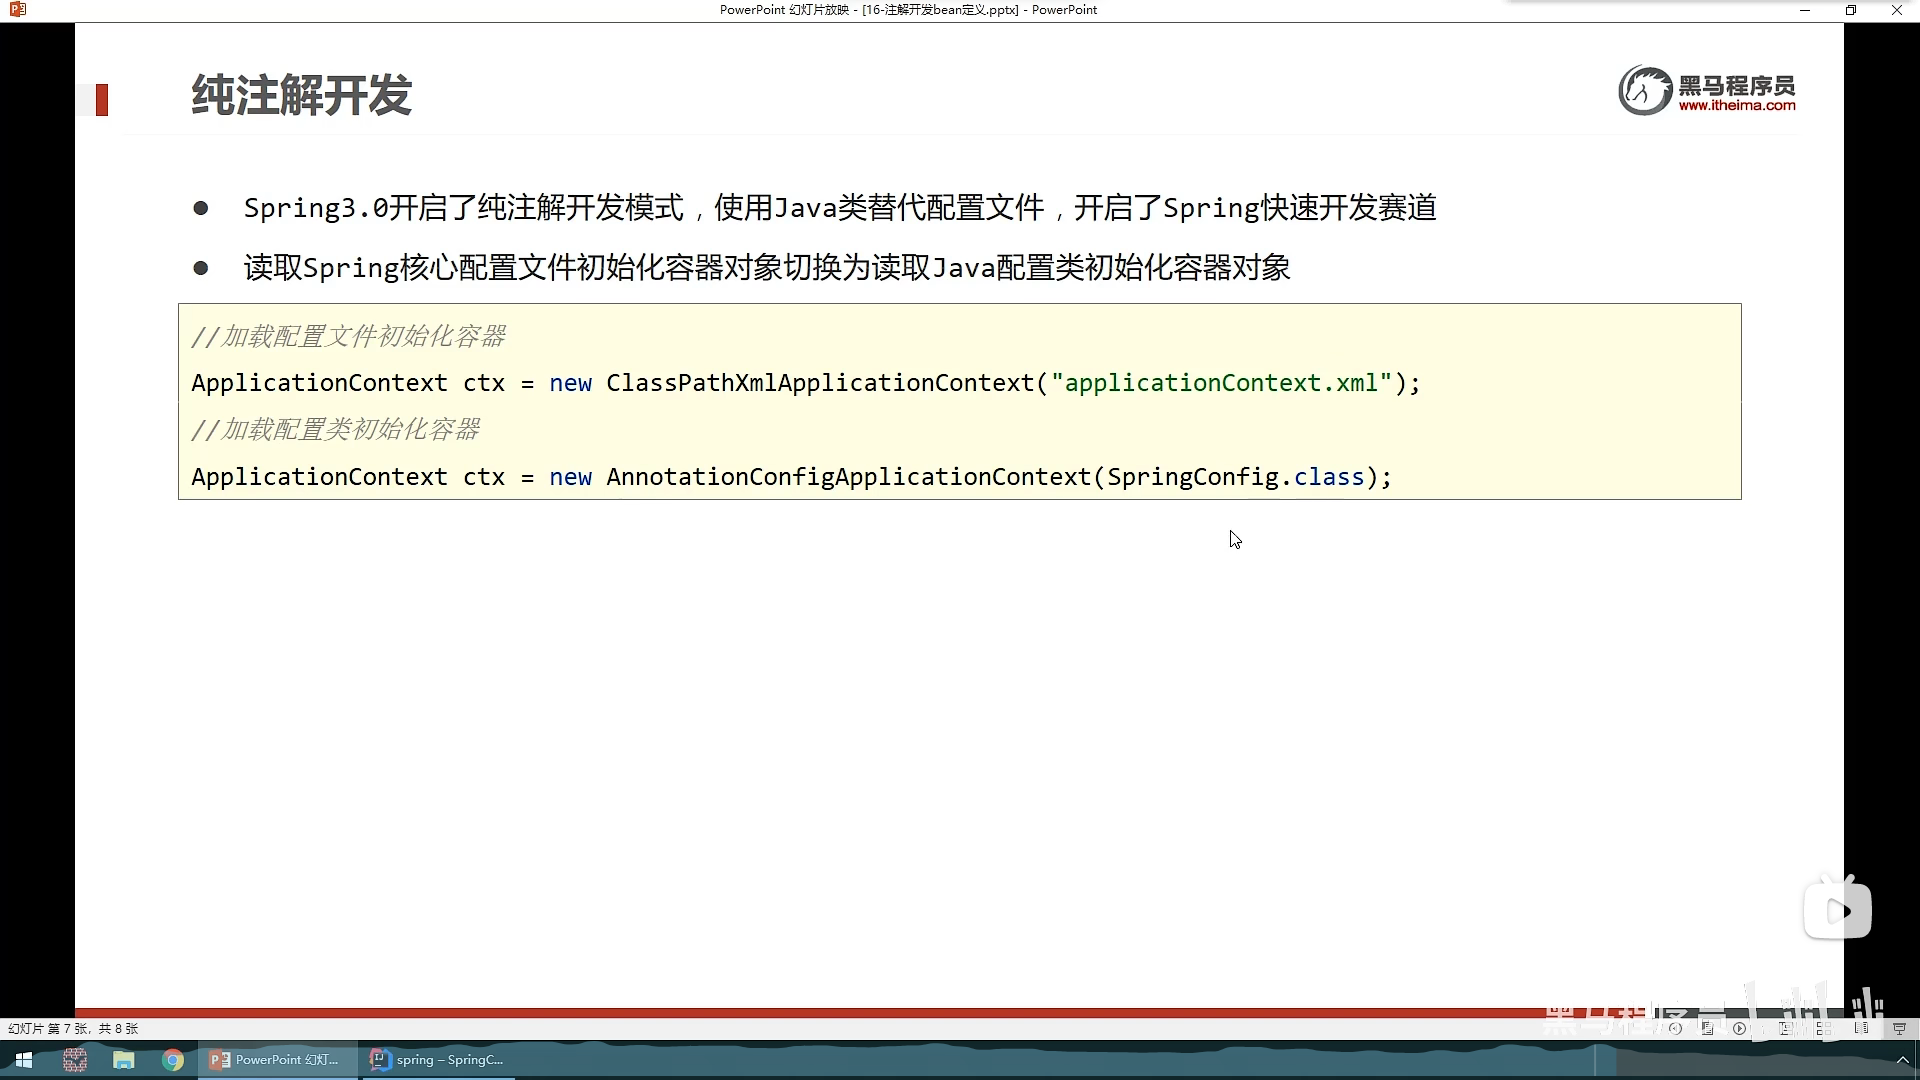 PowerPoint 幻灯片放映 - [16-注解开发bean定义.pptx] - PowerPoint
纯注解开发
黑马程序员
www.itheima.com
● Spring3.0开启了纯注解开发模式，使用Java类替代配置文件，开启了Spring快速开发赛道
● 读取Spring核心配置文件初始化容器对象切换为读取Java配置类初始化容器对象
//加载配置文件初始化容器
ApplicationContext ctx = new ClassPathXmlApplicationContext("applicationContext.xml");
//加载配置类初始化容器
ApplicationContext ctx = new AnnotationConfigApplicationContext(SpringConfig.class);
黑马程序员
幻灯片 第 7 张，共 8 张
PowerPoint 幻灯...
spring – SpringC...